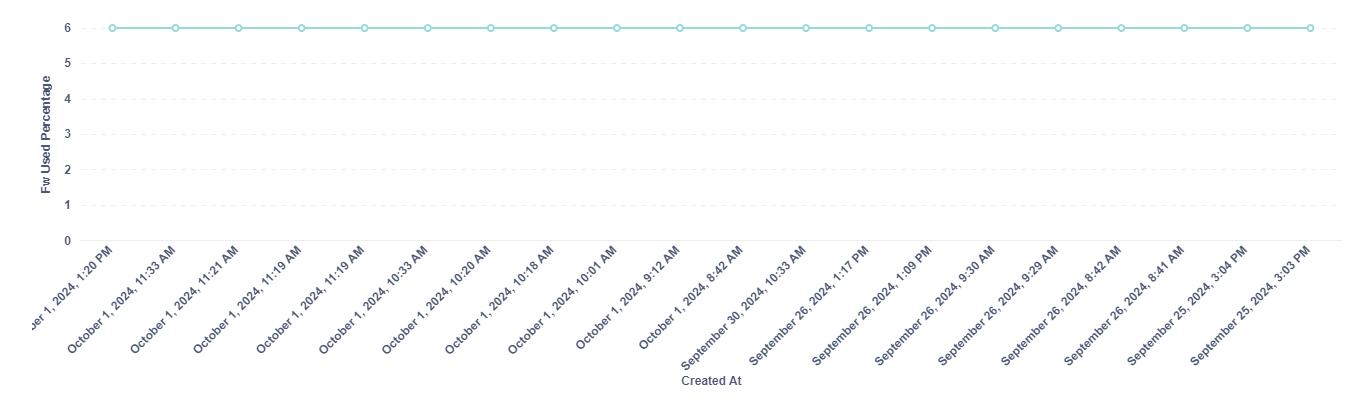 6
5
4
3
2
1
0
Fw Used Percentage
ber 1, 2024, 1:20 PM
October 1, 2024, 11:33 AM
October 1, 2024, 11:21 AM
October 1, 2024, 11:19 AM
October 1, 2024, 11:19 AM
October 1, 2024, 10:33 AM
October 1, 2024, 10:20 AM
October 1, 2024, 10:18 AM
October 1, 2024, 10:01 AM
October 1, 2024, 9:12 AM
October 1, 2024, 8:42 AM
September 30, 2024, 10:33 AM
September 26, 2024, 1:17 PM
September 26, 2024, 1:09 PM
September 26, 2024, 9:30 AM
September 26, 2024, 9:29 AM
September 26, 2024, 8:42 AM
September 26, 2024, 8:41 AM
September 25, 2024, 3:04 PM
September 25, 2024, 3:03 PM
Created At